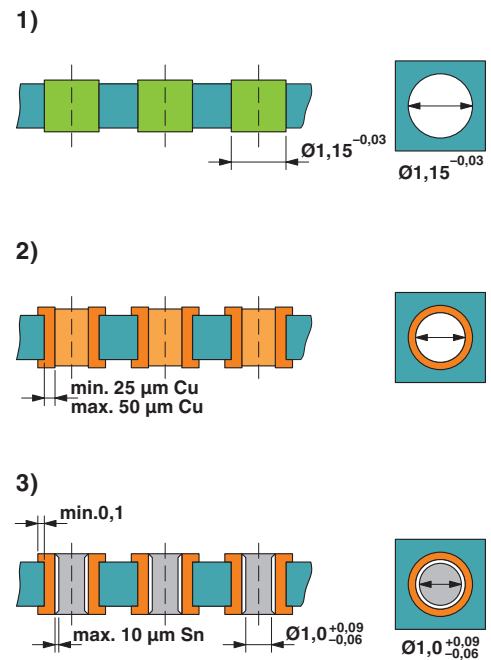 1)
Ø1,15 −0,03
Ø1,15 −0,03
2)
min. 25 µm Cu
max. 50 µm Cu
3)
min.0,1
max. 10 µm Sn
Ø1,0 +0,09 −0,06
Ø1,0 +0,09 −0,06